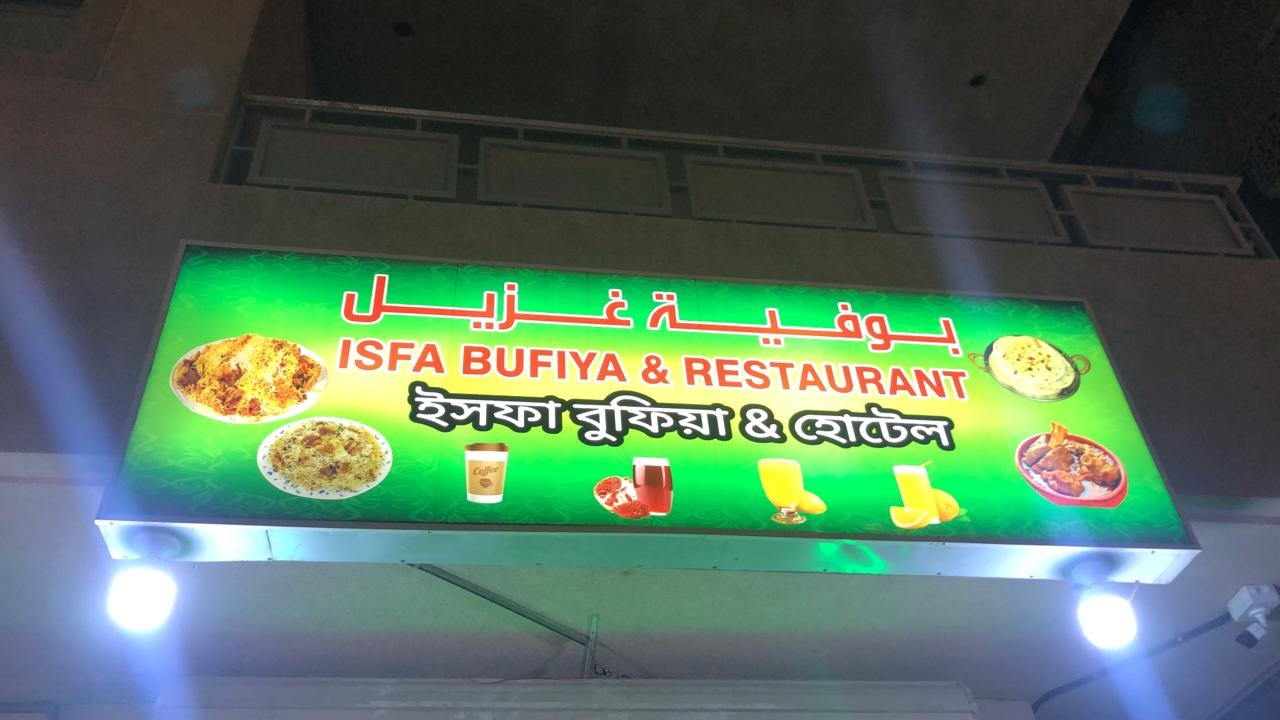 بوفية غزيل
ISFA BUFIYA & RESTAURANT
ইসফা বুফিয়া & হোটেল
Coffee